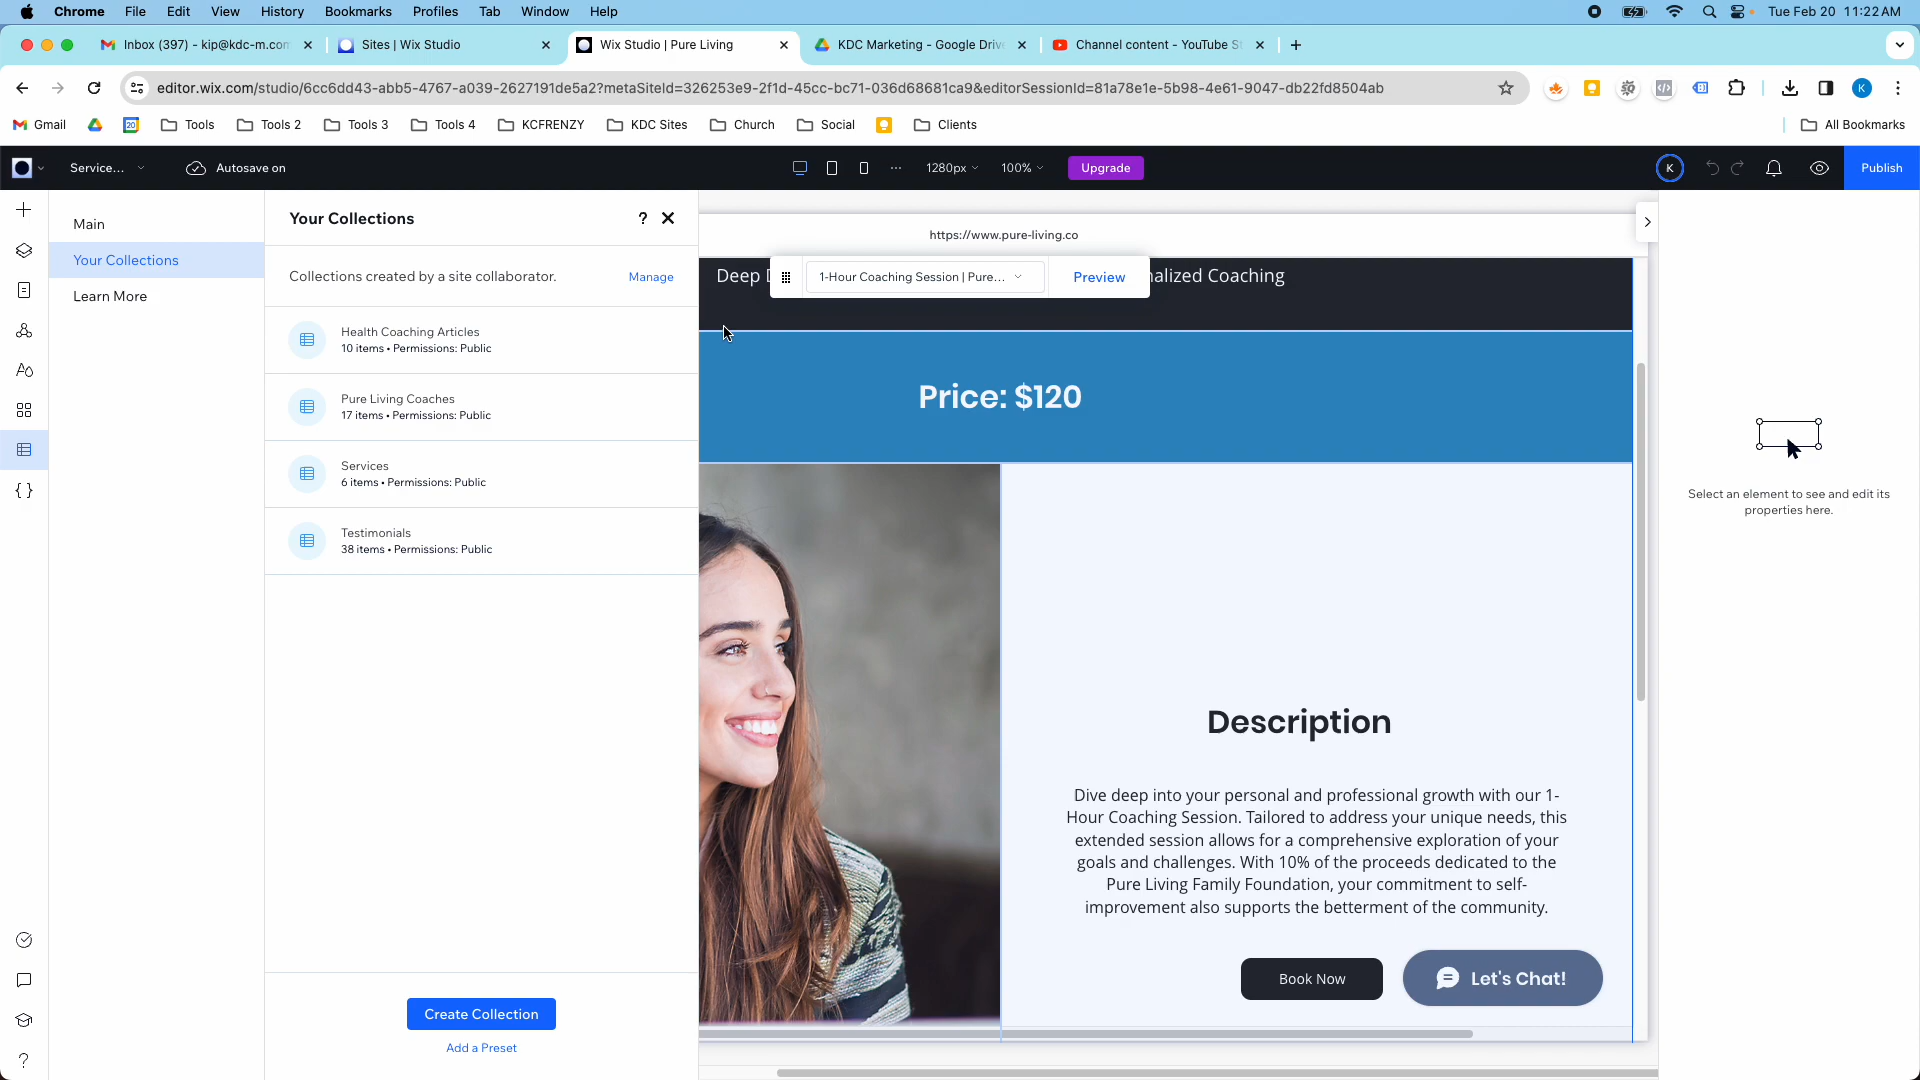 Chrome File Edit View History Bookmarks Profiles Tab Window Help Tue Feb 20 11:22 AM
Inbox (397) - kip@kdc-m.com Sites | Wix Studio Wix Studio | Pure Living KDC Marketing - Google Drive Channel content - YouTube S
editor.wix.com/studio/6cc6dd43-abb5-4767-a039-2627191de5a2?metaSiteId=326253e9-2f1d-45cc-bc71-036d68681ca9&editorSessionId=81a78e1e-5b98-4e61-9047-db22fd8504ab
K
Gmail 20 Tools Tools 2 Tools 3 Tools 4 KCFRENZY KDC Sites Church Social Clients All Bookmarks
Service... Autosave on 1280px 100% Upgrade K Publish
Main
Your Collections
Learn More
Your Collections ?
Collections created by a site collaborator. Manage
Health Coaching Articles
10 items • Permissions: Public
Pure Living Coaches
17 items • Permissions: Public
Services
6 items • Permissions: Public
Testimonials
38 items • Permissions: Public
Create Collection
Add a Preset
https://www.pure-living.co
Deep 1-Hour Coaching Session | Pure... Preview nalized Coaching
Price: $120
Description
Dive deep into your personal and professional growth with our 1-
Hour Coaching Session. Tailored to address your unique needs, this
extended session allows for a comprehensive exploration of your
goals and challenges. With 10% of the proceeds dedicated to the
Pure Living Family Foundation, your commitment to self-
improvement also supports the betterment of the community.
Book Now Let's Chat!
Select an element to see and edit its
properties here.